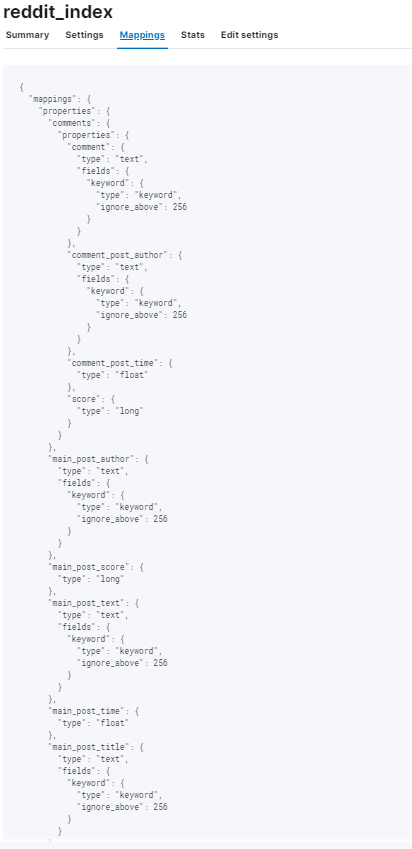 reddit_index
Summary Settings Mappings Stats Edit settings
{
  "mappings": {
    "properties": {
      "comments": {
        "properties": {
          "comment": {
            "type": "text",
            "fields": {
              "keyword": {
                "type": "keyword",
                "ignore_above": 256
              }
            }
          },
          "comment_post_author": {
            "type": "text",
            "fields": {
              "keyword": {
                "type": "keyword",
                "ignore_above": 256
              }
            }
          },
          "comment_post_time": {
            "type": "float"
          },
          "score": {
            "type": "long"
          }
        }
      },
      "main_post_author": {
        "type": "text",
        "fields": {
          "keyword": {
            "type": "keyword",
            "ignore_above": 256
          }
        }
      },
      "main_post_score": {
        "type": "long"
      },
      "main_post_text": {
        "type": "text",
        "fields": {
          "keyword": {
            "type": "keyword",
            "ignore_above": 256
          }
        }
      },
      "main_post_time": {
        "type": "float"
      },
      "main_post_title": {
        "type": "text",
        "fields": {
          "keyword": {
            "type": "keyword",
            "ignore_above": 256
          }
        }